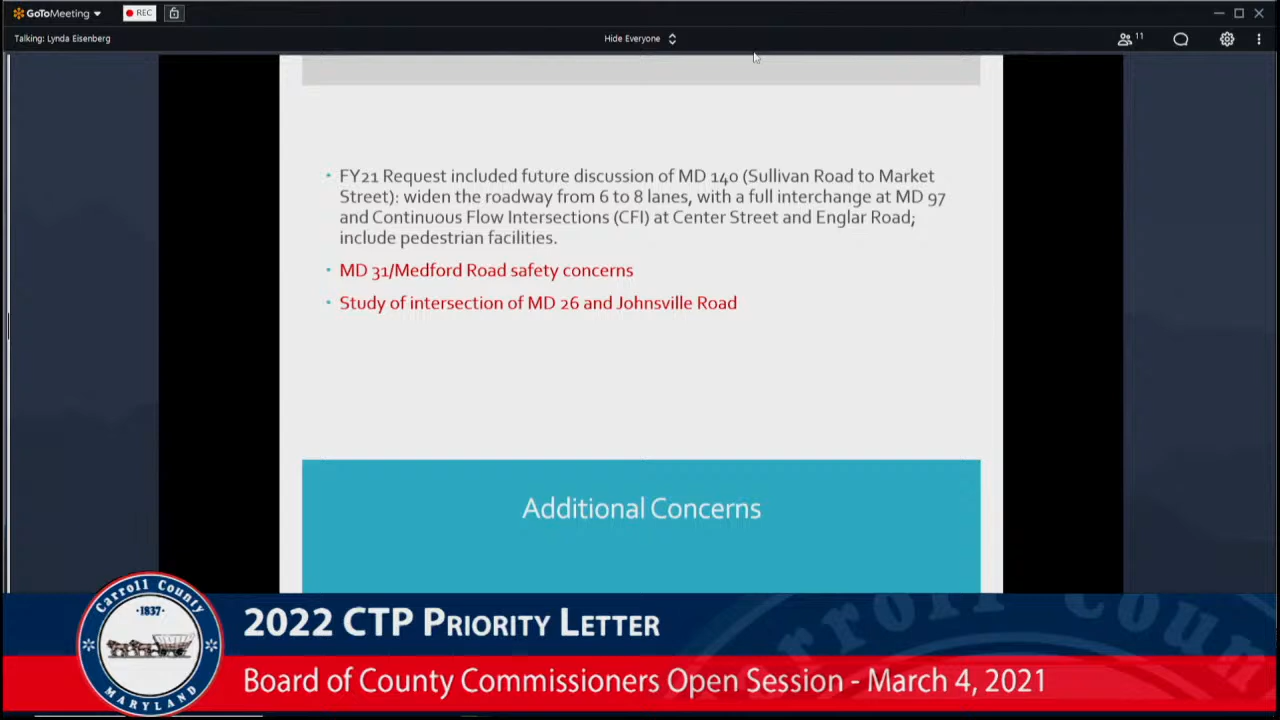 GoToMeeting
REC
Talking: Lynda Eisenberg
Hide Everyone
11
• FY21 Request included future discussion of MD 140 (Sullivan Road to Market
Street): widen the roadway from 6 to 8 lanes, with a full interchange at MD 97
and Continuous Flow Intersections (CFI) at Center Street and Englar Road;
include pedestrian facilities.
• MD 31/Medford Road safety concerns
• Study of intersection of MD 26 and Johnsville Road
Additional Concerns
Carroll County
·1837·
MARYLAND
2022 CTP PRIORITY LETTER
Board of County Commissioners Open Session - March 4, 2021